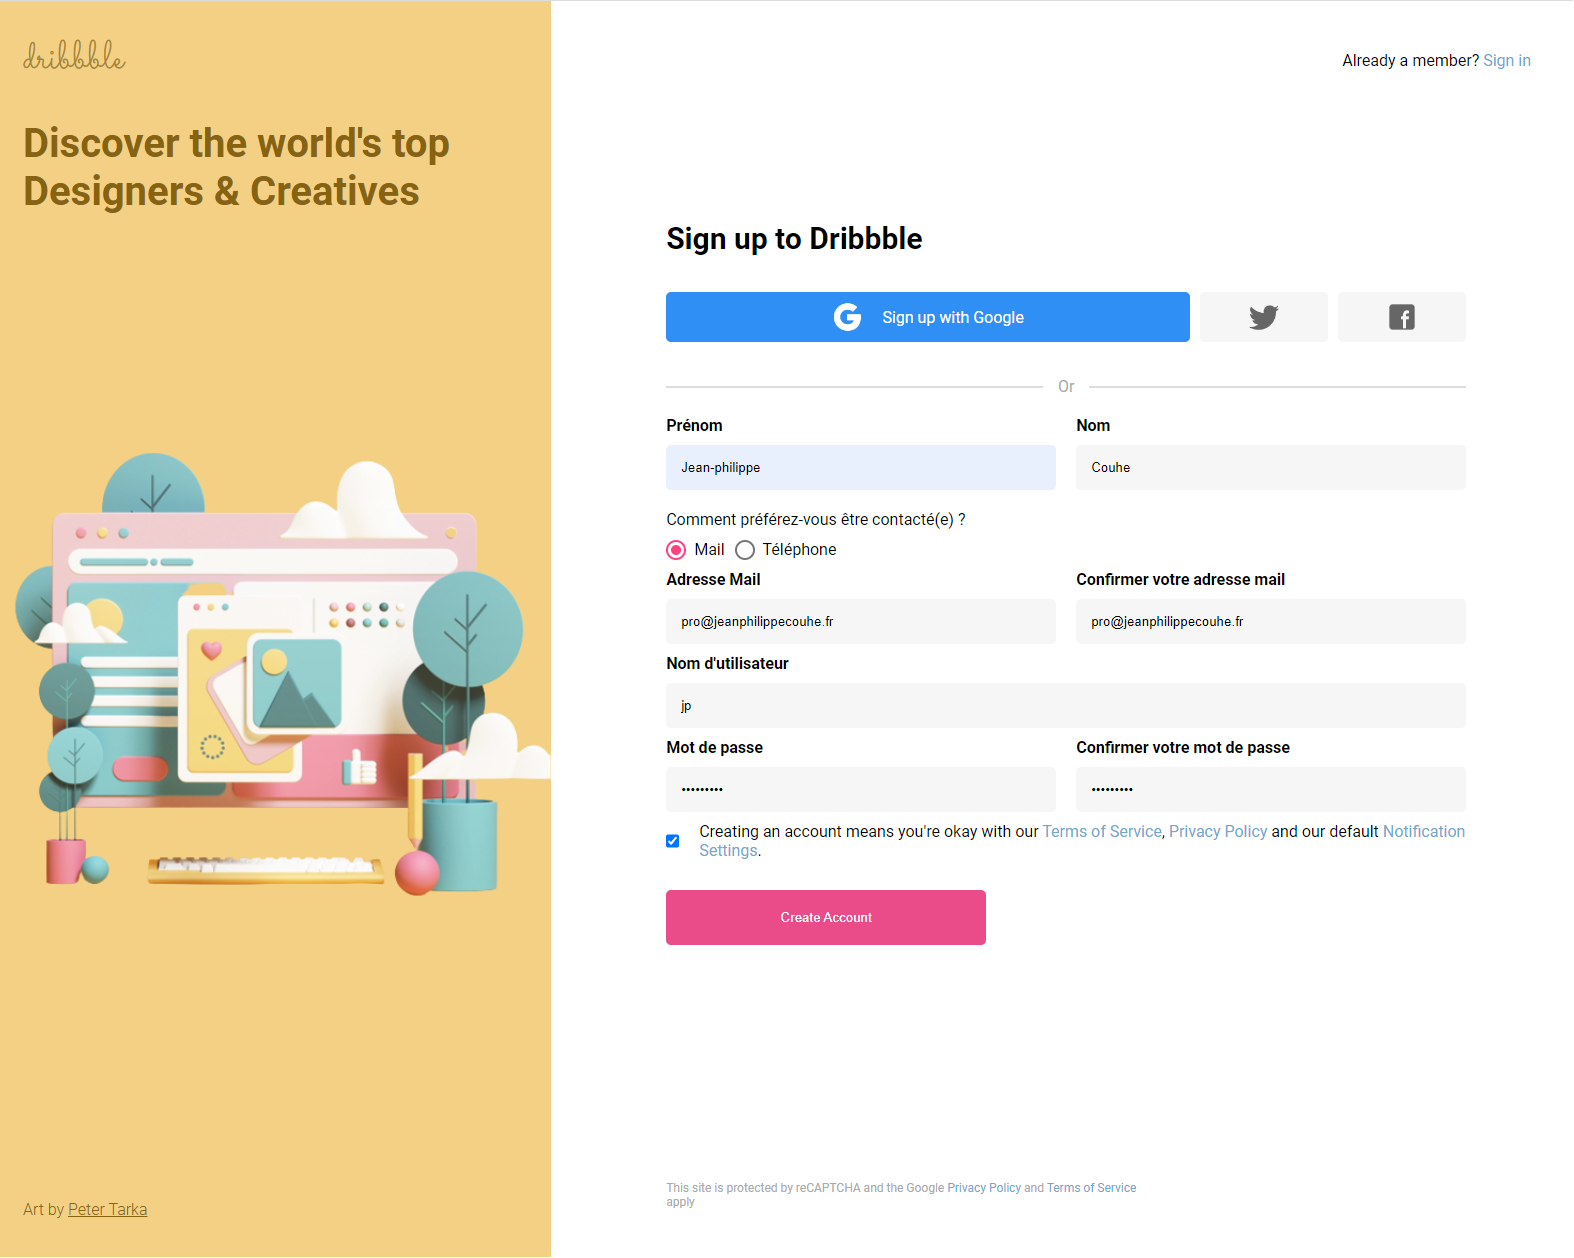 dribbble
Discover the world's top
Designers & Creatives
Art by Peter Tarka
Already a member? Sign in
Sign up to Dribbble
Sign up with Google
Or
Prénom
Nom
Jean-philippe
Couhe
Comment préférez-vous être contacté(e) ?
Mail Téléphone
Adresse Mail
Confirmer votre adresse mail
pro@jeanphilippecouhe.fr
pro@jeanphilippecouhe.fr
Nom d'utilisateur
jp
Mot de passe
Confirmer votre mot de passe
•••••••••
•••••••••
Creating an account means you're okay with our Terms of Service, Privacy Policy and our default Notification
Settings.
Create Account
This site is protected by reCAPTCHA and the Google Privacy Policy and Terms of Service
apply